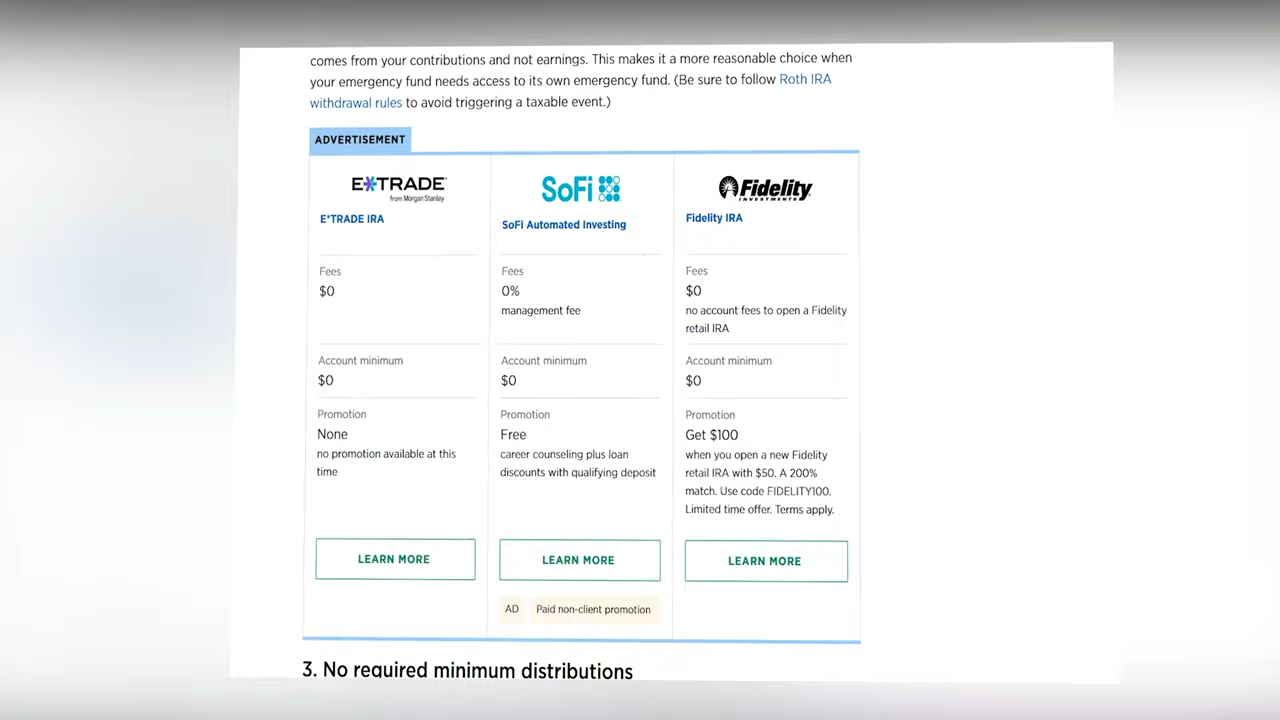 comes from your contributions and not earnings. This makes it a more reasonable choice when
your emergency fund needs access to its own emergency fund. (Be sure to follow Roth IRA
withdrawal rules to avoid triggering a taxable event.)
ADVERTISEMENT
E*TRADE
from Morgan Stanley
E*TRADE IRA
Fees
$0
Account minimum
$0
Promotion
None
no promotion available at this
time
LEARN MORE
SoFi
SoFi Automated Investing
Fees
0%
management fee
Account minimum
$0
Promotion
Free
career counseling plus loan
discounts with qualifying deposit
LEARN MORE
AD Paid non-client promotion
Fidelity
INVESTMENTS
Fidelity IRA
Fees
$0
no account fees to open a Fidelity
retail IRA
Account minimum
$0
Promotion
Get $100
when you open a new Fidelity
retail IRA with $50. A 200%
match. Use code FIDELITY100.
Limited time offer. Terms apply.
LEARN MORE
3. No required minimum distributions